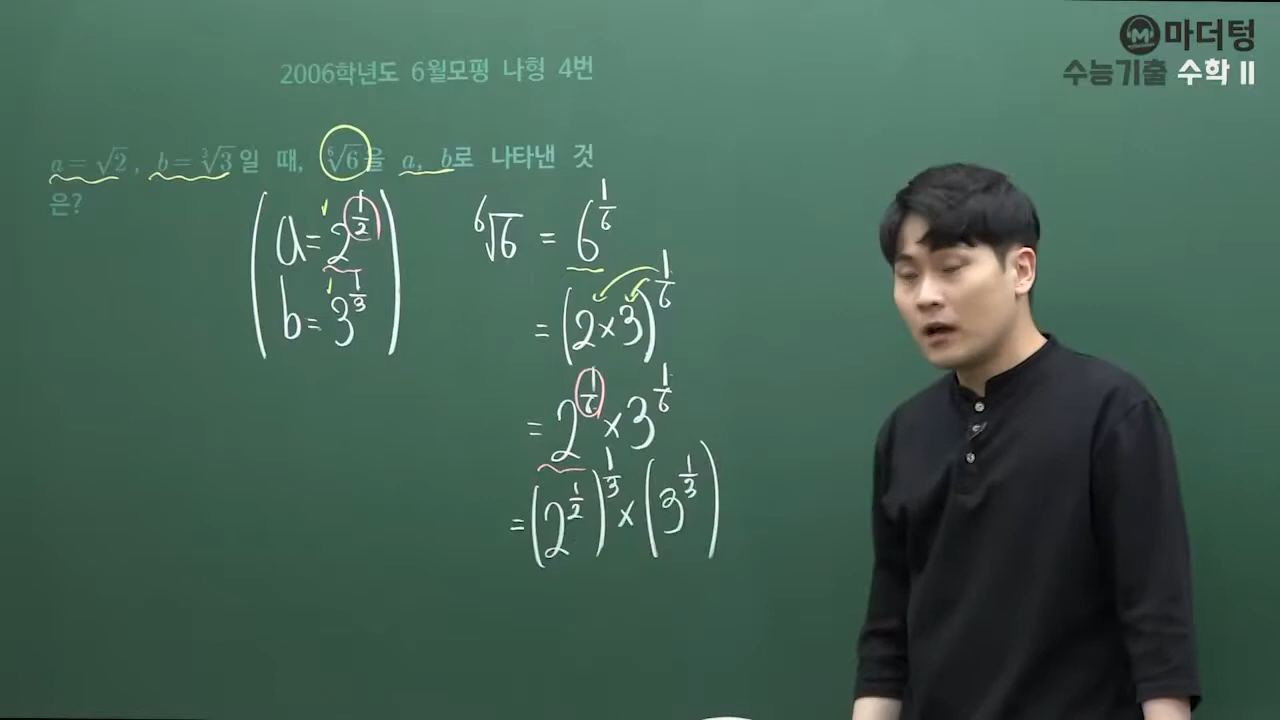 마더텅
수능기출 수학 II
2006학년도 6월모평 나형 4번
a = √2, b = ∛3 일 때, ⁶√6을 a, b로 나타낸 것
은?
a = 2^{1/2}
b = 3^{1/3}
⁶√6 = 6^{1/6}
= (2×3)^{1/6}
= 2^{1/6} × 3^{1/6}
= (2^{1/2})^{1/3} × (3^{1/3})